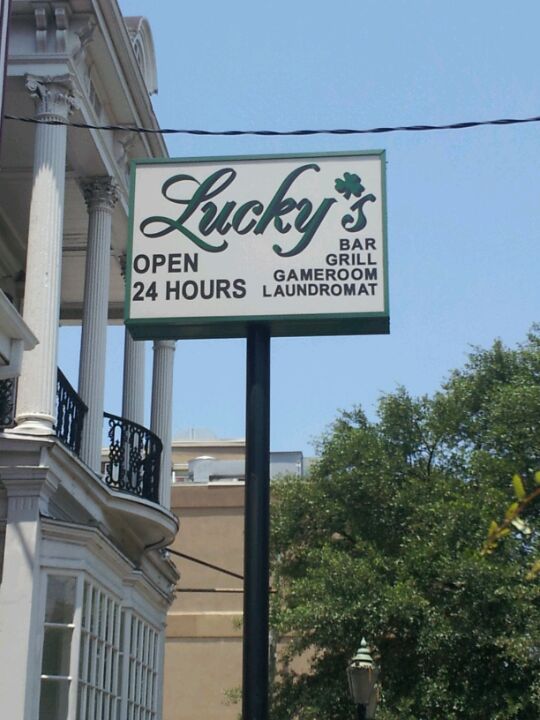 Lucky's
OPEN
24 HOURS
BAR
GRILL
GAMEROOM
LAUNDROMAT